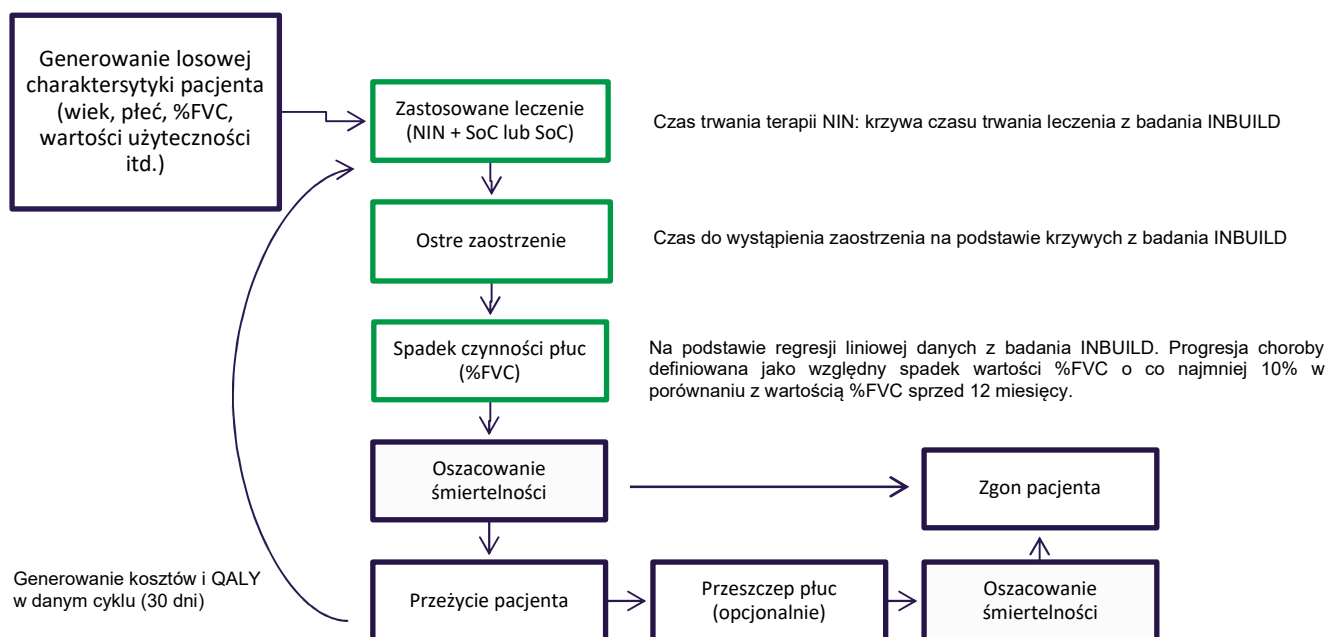 Generowanie losowej
charaktersytyki pacjenta
(wiek, płeć, %FVC,
wartości użyteczności
itd.)
Zastosowane leczenie
(NIN + SoC lub SoC)
Czas trwania terapii NIN: krzywa czasu trwania leczenia z badania INBUILD
Ostre zaostrzenie
Czas do wystąpienia zaostrzenia na podstawie krzywych z badania INBUILD
Spadek czynności płuc
(%FVC)
Na podstawie regresji liniowej danych z badania INBUILD. Progresja choroby
definiowana jako względny spadek wartości %FVC o co najmniej 10% w
porównaniu z wartością %FVC sprzed 12 miesięcy.
Oszacowanie
śmiertelności
Zgon pacjenta
Generowanie kosztów i QALY
w danym cyklu (30 dni)
Przeżycie pacjenta
Przeszczep płuc
(opcjonalnie)
Oszacowanie
śmiertelności